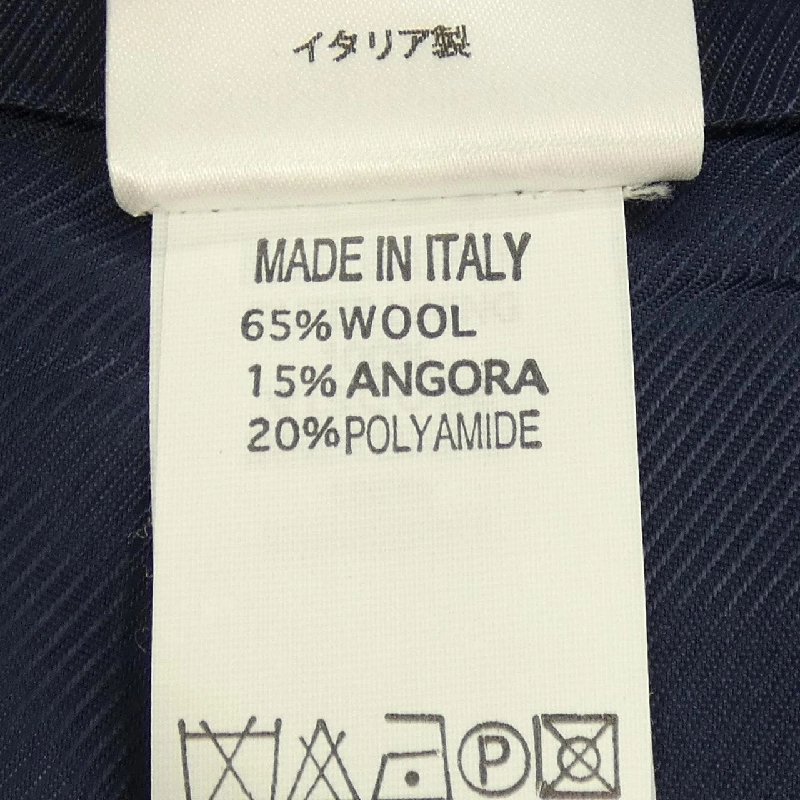 イタリア製
MADE IN ITALY
65% WOOL
15% ANGORA
20% POLYAMIDE
P